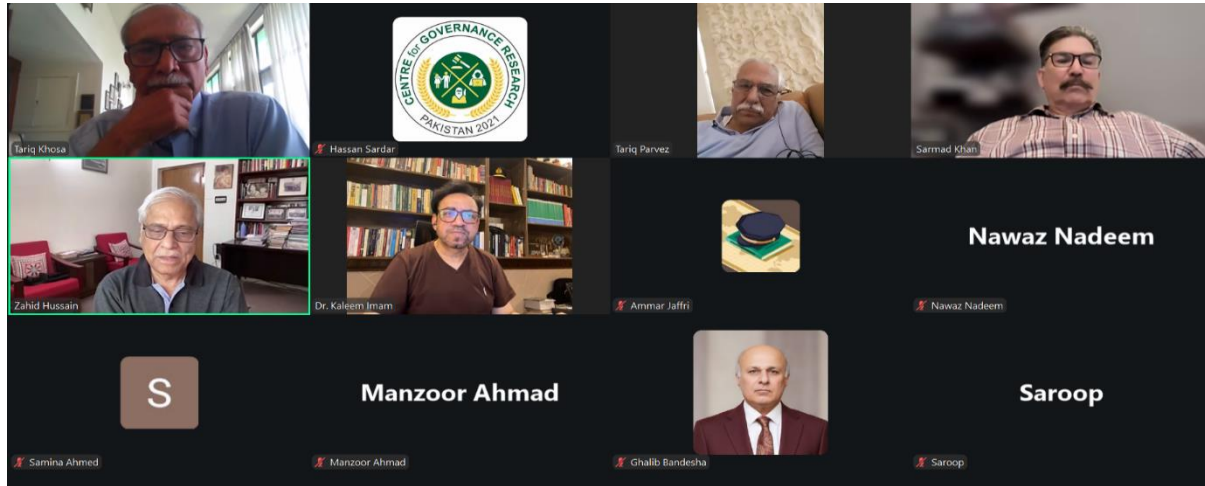 CENTRE for GOVERNANCE RESEARCH
PAKISTAN 2021
Tariq Khosa
Hassan Sardar
Tariq Parvez
Sarmad Khan
Nawaz Nadeem
Zahid Hussain
Dr. Kaleem Imam
Ammar Jaffri
Nawaz Nadeem
S
Manzoor Ahmad
Saroop
Samina Ahmed
Manzoor Ahmad
Ghalib Bandesha
Saroop